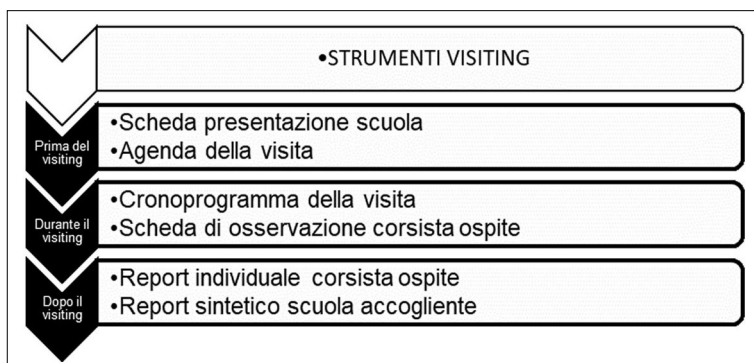 •STRUMENTI VISITING
Prima del
visiting
•Scheda presentazione scuola
•Agenda della visita
Durante il
visiting
•Cronoprogramma della visita
•Scheda di osservazione corsista ospite
Dopo il
visiting
•Report individuale corsista ospite
•Report sintetico scuola accogliente